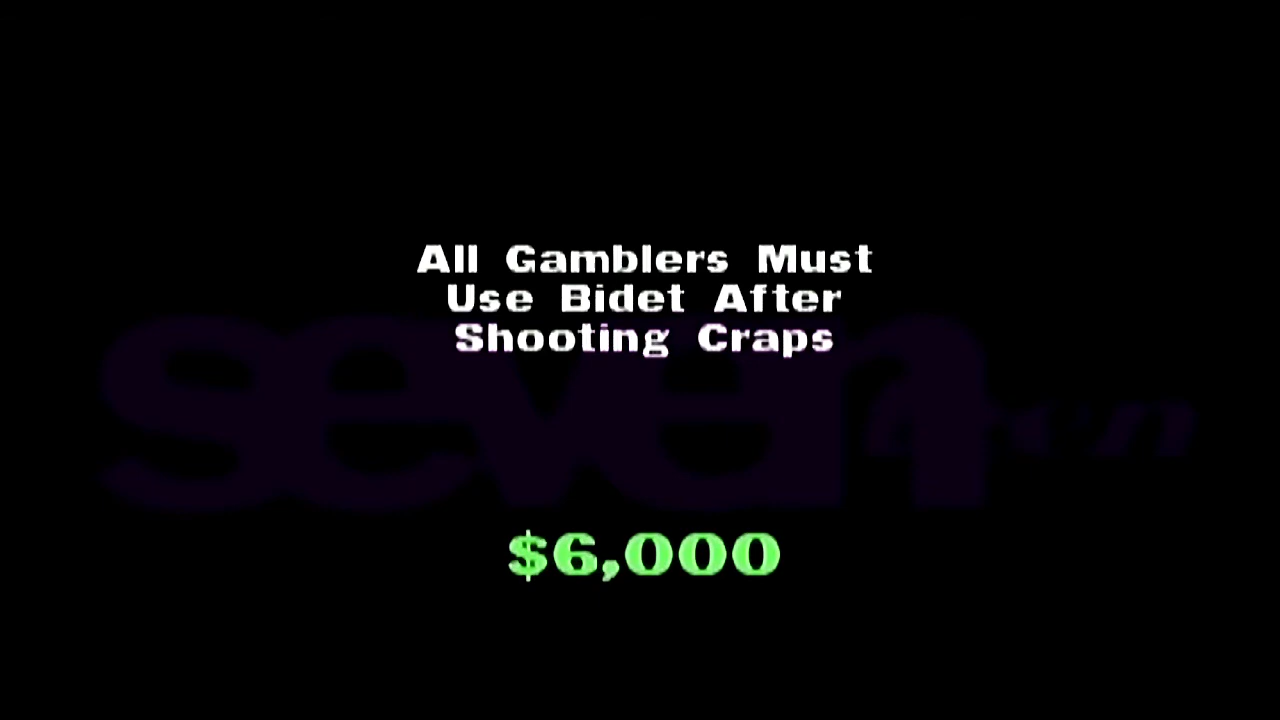 All Gamblers Must
Use Bidet After
Shooting Craps
seven
$6,000